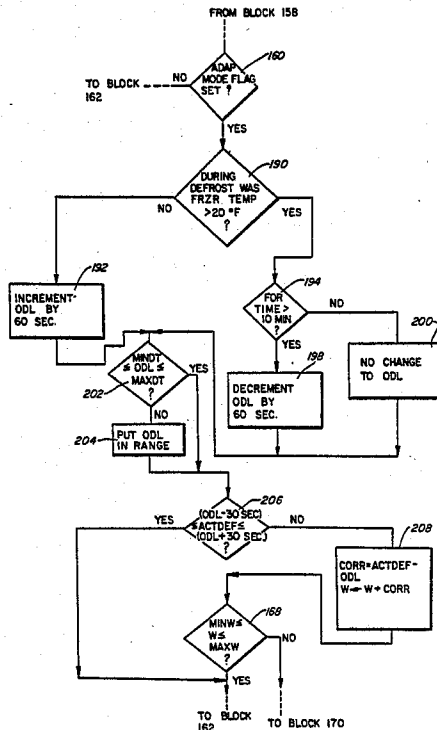 FROM BLOCK 158
160
ADAP
MODE FLAG
SET ?
NO
TO BLOCK
162
YES
190
DURING
DEFROST WAS
FRZR TEMP
>20 °F
?
NO
YES
192
INCREMENT-
ODL BY
60 SEC.
194
FOR
TIME >
10 MIN
?
NO
YES
200
NO CHANGE
TO ODL
198
DECREMENT
ODL BY
60 SEC.
MINDT
≤ ODL ≤
MAXDT
202
?
YES
NO
204
PUT ODL
IN RANGE
206
(ODL-30 SEC)
≤ACTDEF≤
(ODL+30 SEC)
?
YES
NO
208
CORR=ACTDEF-
ODL
W←W+CORR
168
MINW≤
W≤
MAXW
?
NO
YES
TO BLOCK
162
TO BLOCK 170